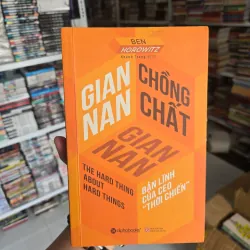 BEN
HOROWITZ
GIAN
NAN
CHỒNG
CHẤT
GIAN
NAN
THE HARD THING
ABOUT
HARD THINGS
BẢN LĨNH
CỦA CEO
"THỜI CHIẾN"